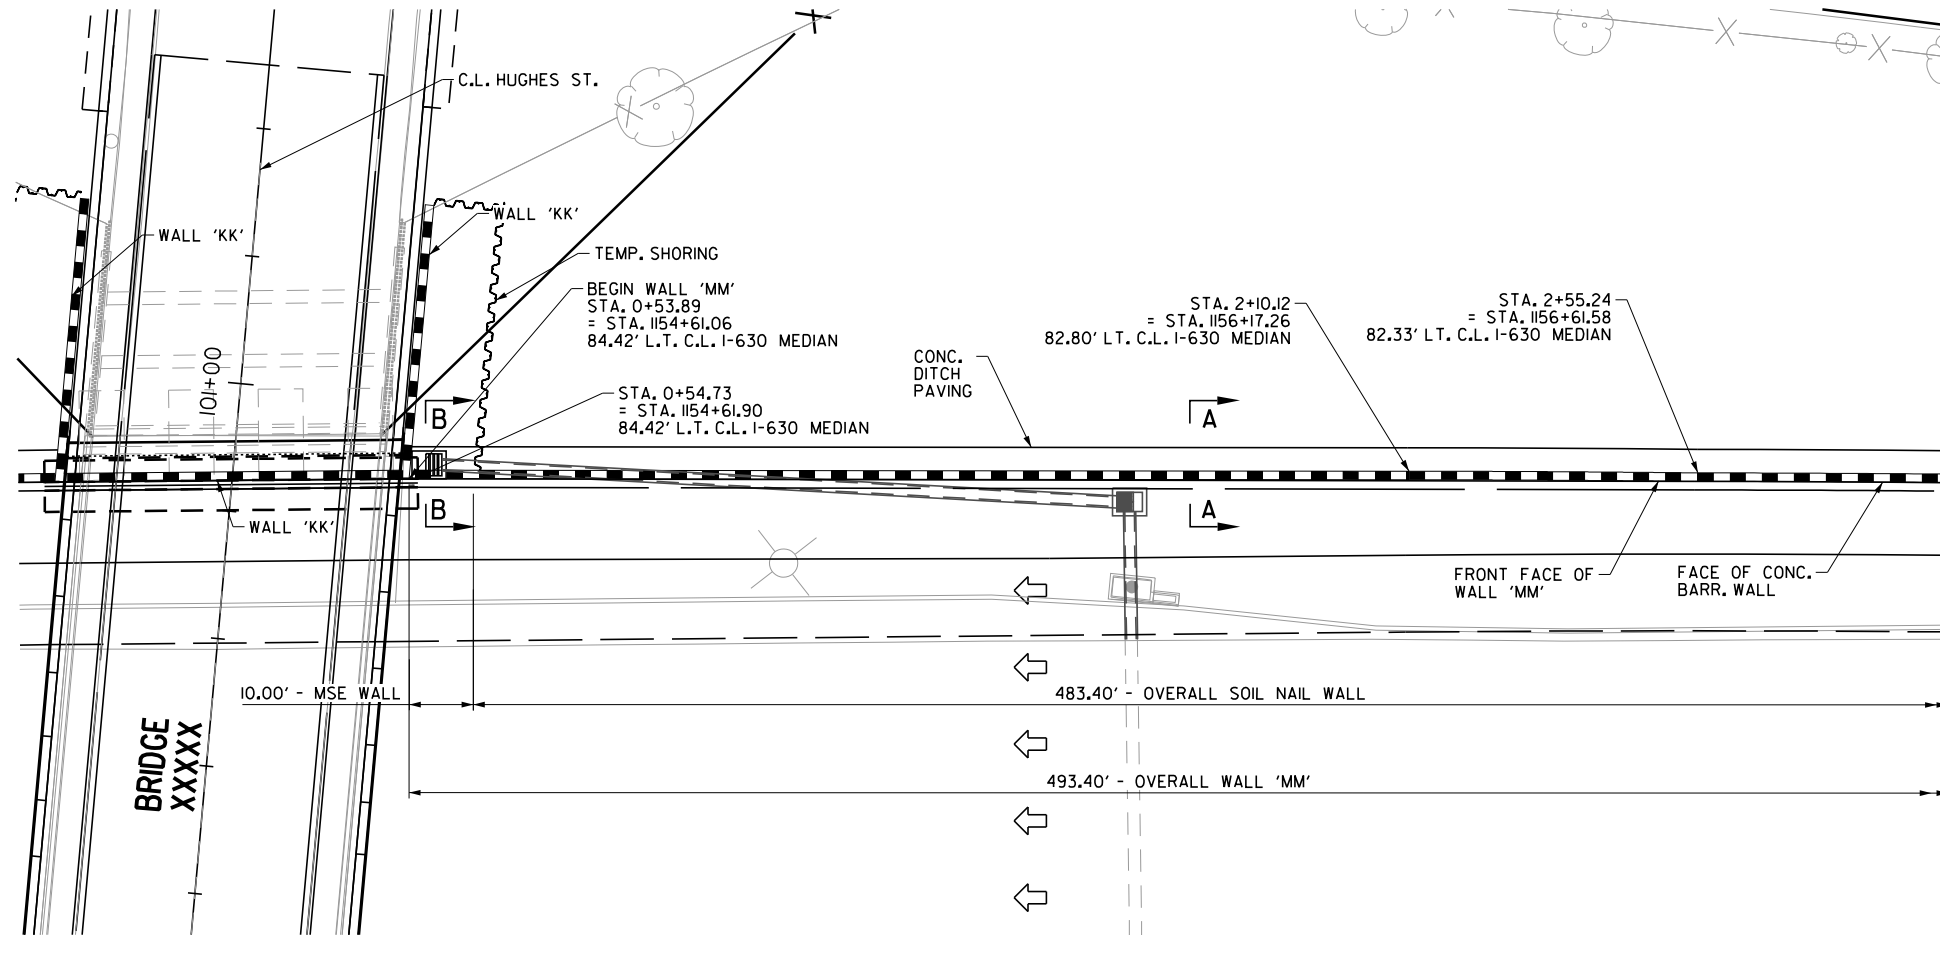 C.L. HUGHES ST.
WALL 'KK'
WALL 'KK'
TEMP. SHORING
BEGIN WALL 'MM'
STA. 0+53.89
= STA. 1154+61.06
84.42' L.T. C.L. I-630 MEDIAN
STA. 0+54.73
= STA. 1154+61.90
84.42' L.T. C.L. I-630 MEDIAN
CONC.
DITCH
PAVING
STA. 2+10.12
= STA. 1156+17.26
82.80' LT. C.L. I-630 MEDIAN
STA. 2+55.24
= STA. 1156+61.58
82.33' LT. C.L. I-630 MEDIAN
101+00
B
A
B
A
WALL 'KK'
FRONT FACE OF
WALL 'MM'
FACE OF CONC.
BARR. WALL
10.00' - MSE WALL
483.40' - OVERALL SOIL NAIL WALL
BRIDGE
XXXXX
493.40' - OVERALL WALL 'MM'